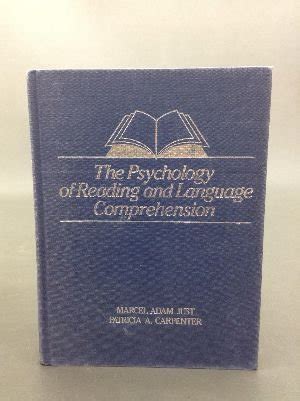 The Psychology
of Reading and Language
Comprehension
MARCEL ADAM JUST
PATRICIA A. CARPENTER